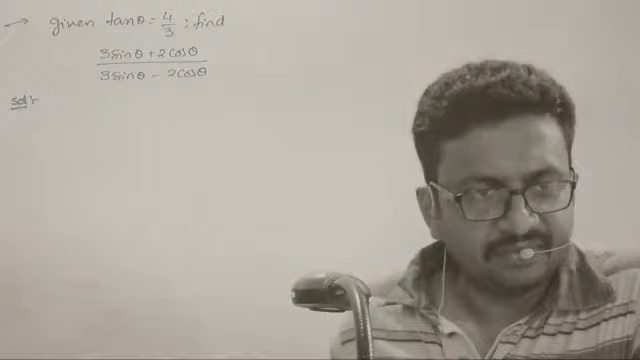 → given tanθ = 4/3 ; find
3sinθ + 2cosθ
3sinθ - 2cosθ
Sol:-